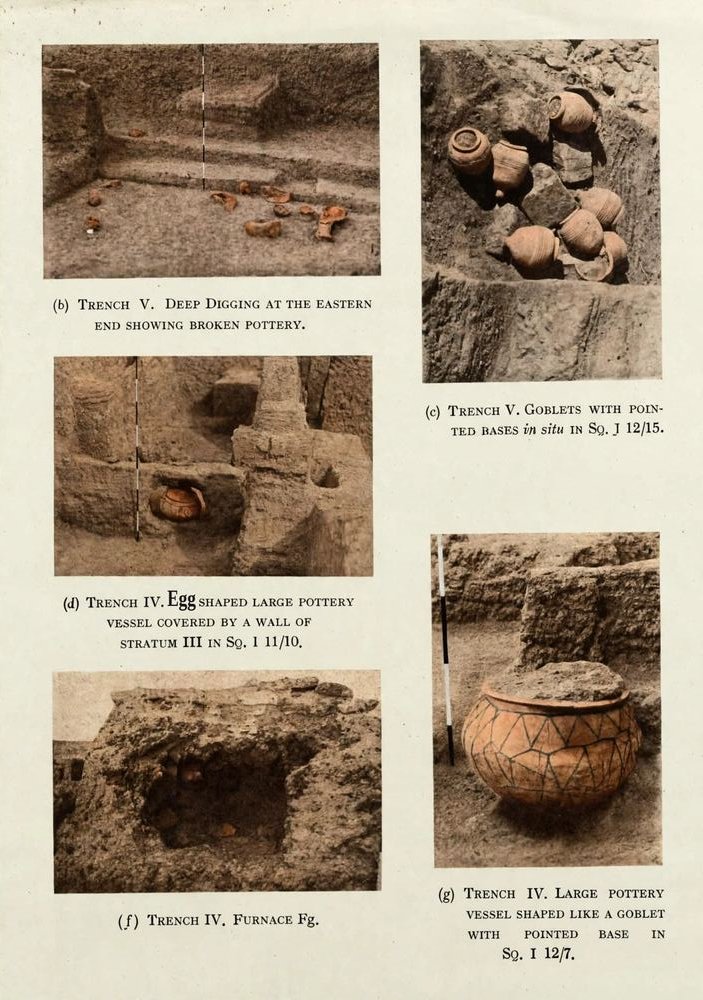 (b) Trench V. Deep Digging at the eastern
end showing broken pottery.
(c) Trench V. Goblets with poin-
ted bases in situ in Sq. J 12/15.
(d) Trench IV. Egg shaped large pottery
vessel covered by a wall of
stratum III in Sq. I 11/10.
(f) Trench IV. Furnace Fg.
(g) Trench IV. Large pottery
vessel shaped like a goblet
with pointed base in
Sq. I 12/7.